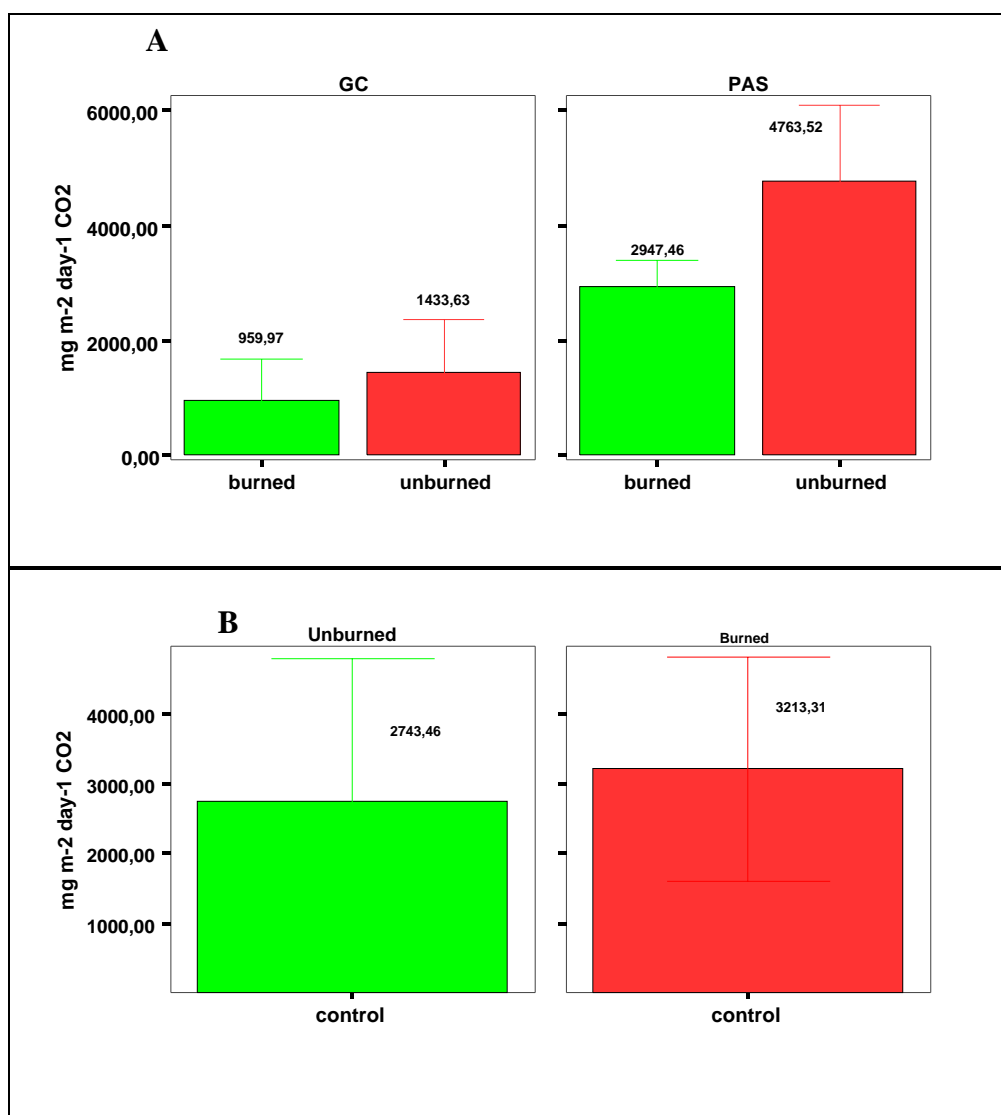 A
GC
PAS
mg m-2 day-1 CO2
6000,00
4000,00
2000,00
0,00
959,97
1433,63
2947,46
4763,52
burned
unburned
burned
unburned
B
Unburned
Burned
mg m-2 day-1 CO2
4000,00
3000,00
2000,00
1000,00
2743,46
3213,31
control
control